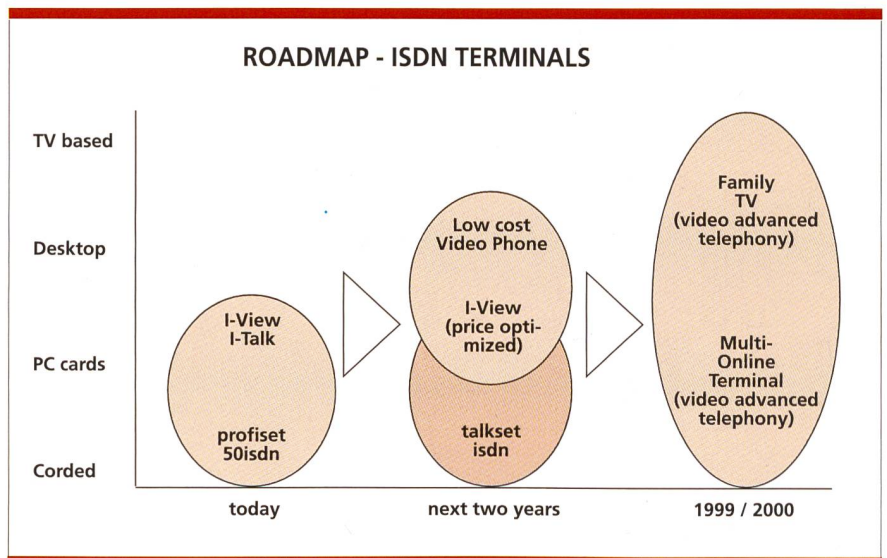 ROADMAP - ISDN TERMINALS
TV based
Desktop
PC cards
Corded
I-View
I-Talk
profiset
50isdn
Low cost
Video Phone
I-View
(price opti-
mized)
talkset
isdn
Family
TV
(video advanced
telephony)
Multi-
Online
Terminal
(video advanced
telephony)
today
next two years
1999 / 2000